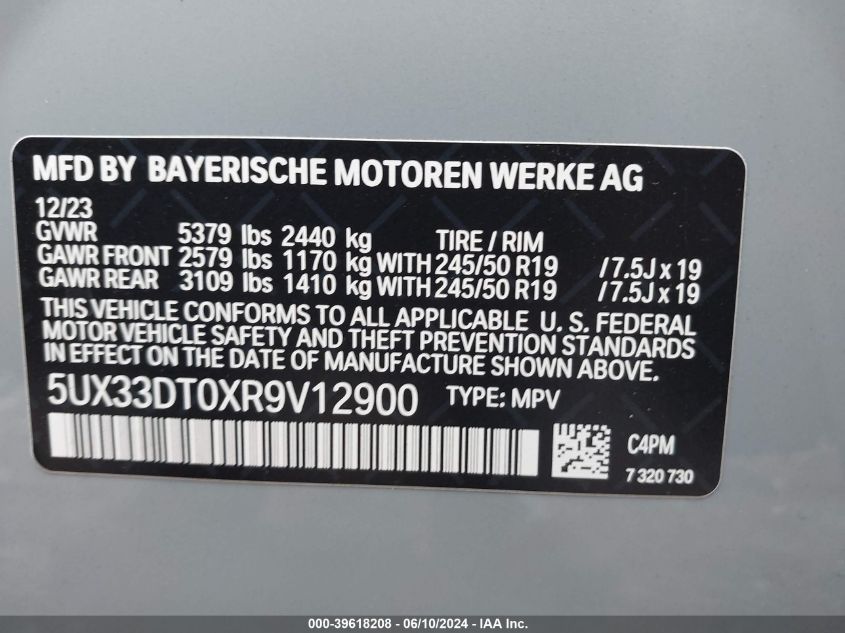 MFD BY BAYERISCHE MOTOREN WERKE AG
12/23
GVWR 5379 lbs 2440 kg TIRE / RIM
GAWR FRONT 2579 lbs 1170 kg WITH 245/50 R19 / 7.5J x 19
GAWR REAR 3109 lbs 1410 kg WITH 245/50 R19 / 7.5J x 19
THIS VEHICLE CONFORMS TO ALL APPLICABLE U. S. FEDERAL
MOTOR VEHICLE SAFETY AND THEFT PREVENTION STANDARDS
IN EFFECT ON THE DATE OF MANUFACTURE SHOWN ABOVE.
5UX33DT0XR9V12900 TYPE: MPV
C4PM
7 320 730
000-39618208 - 06/10/2024 - IAA Inc.